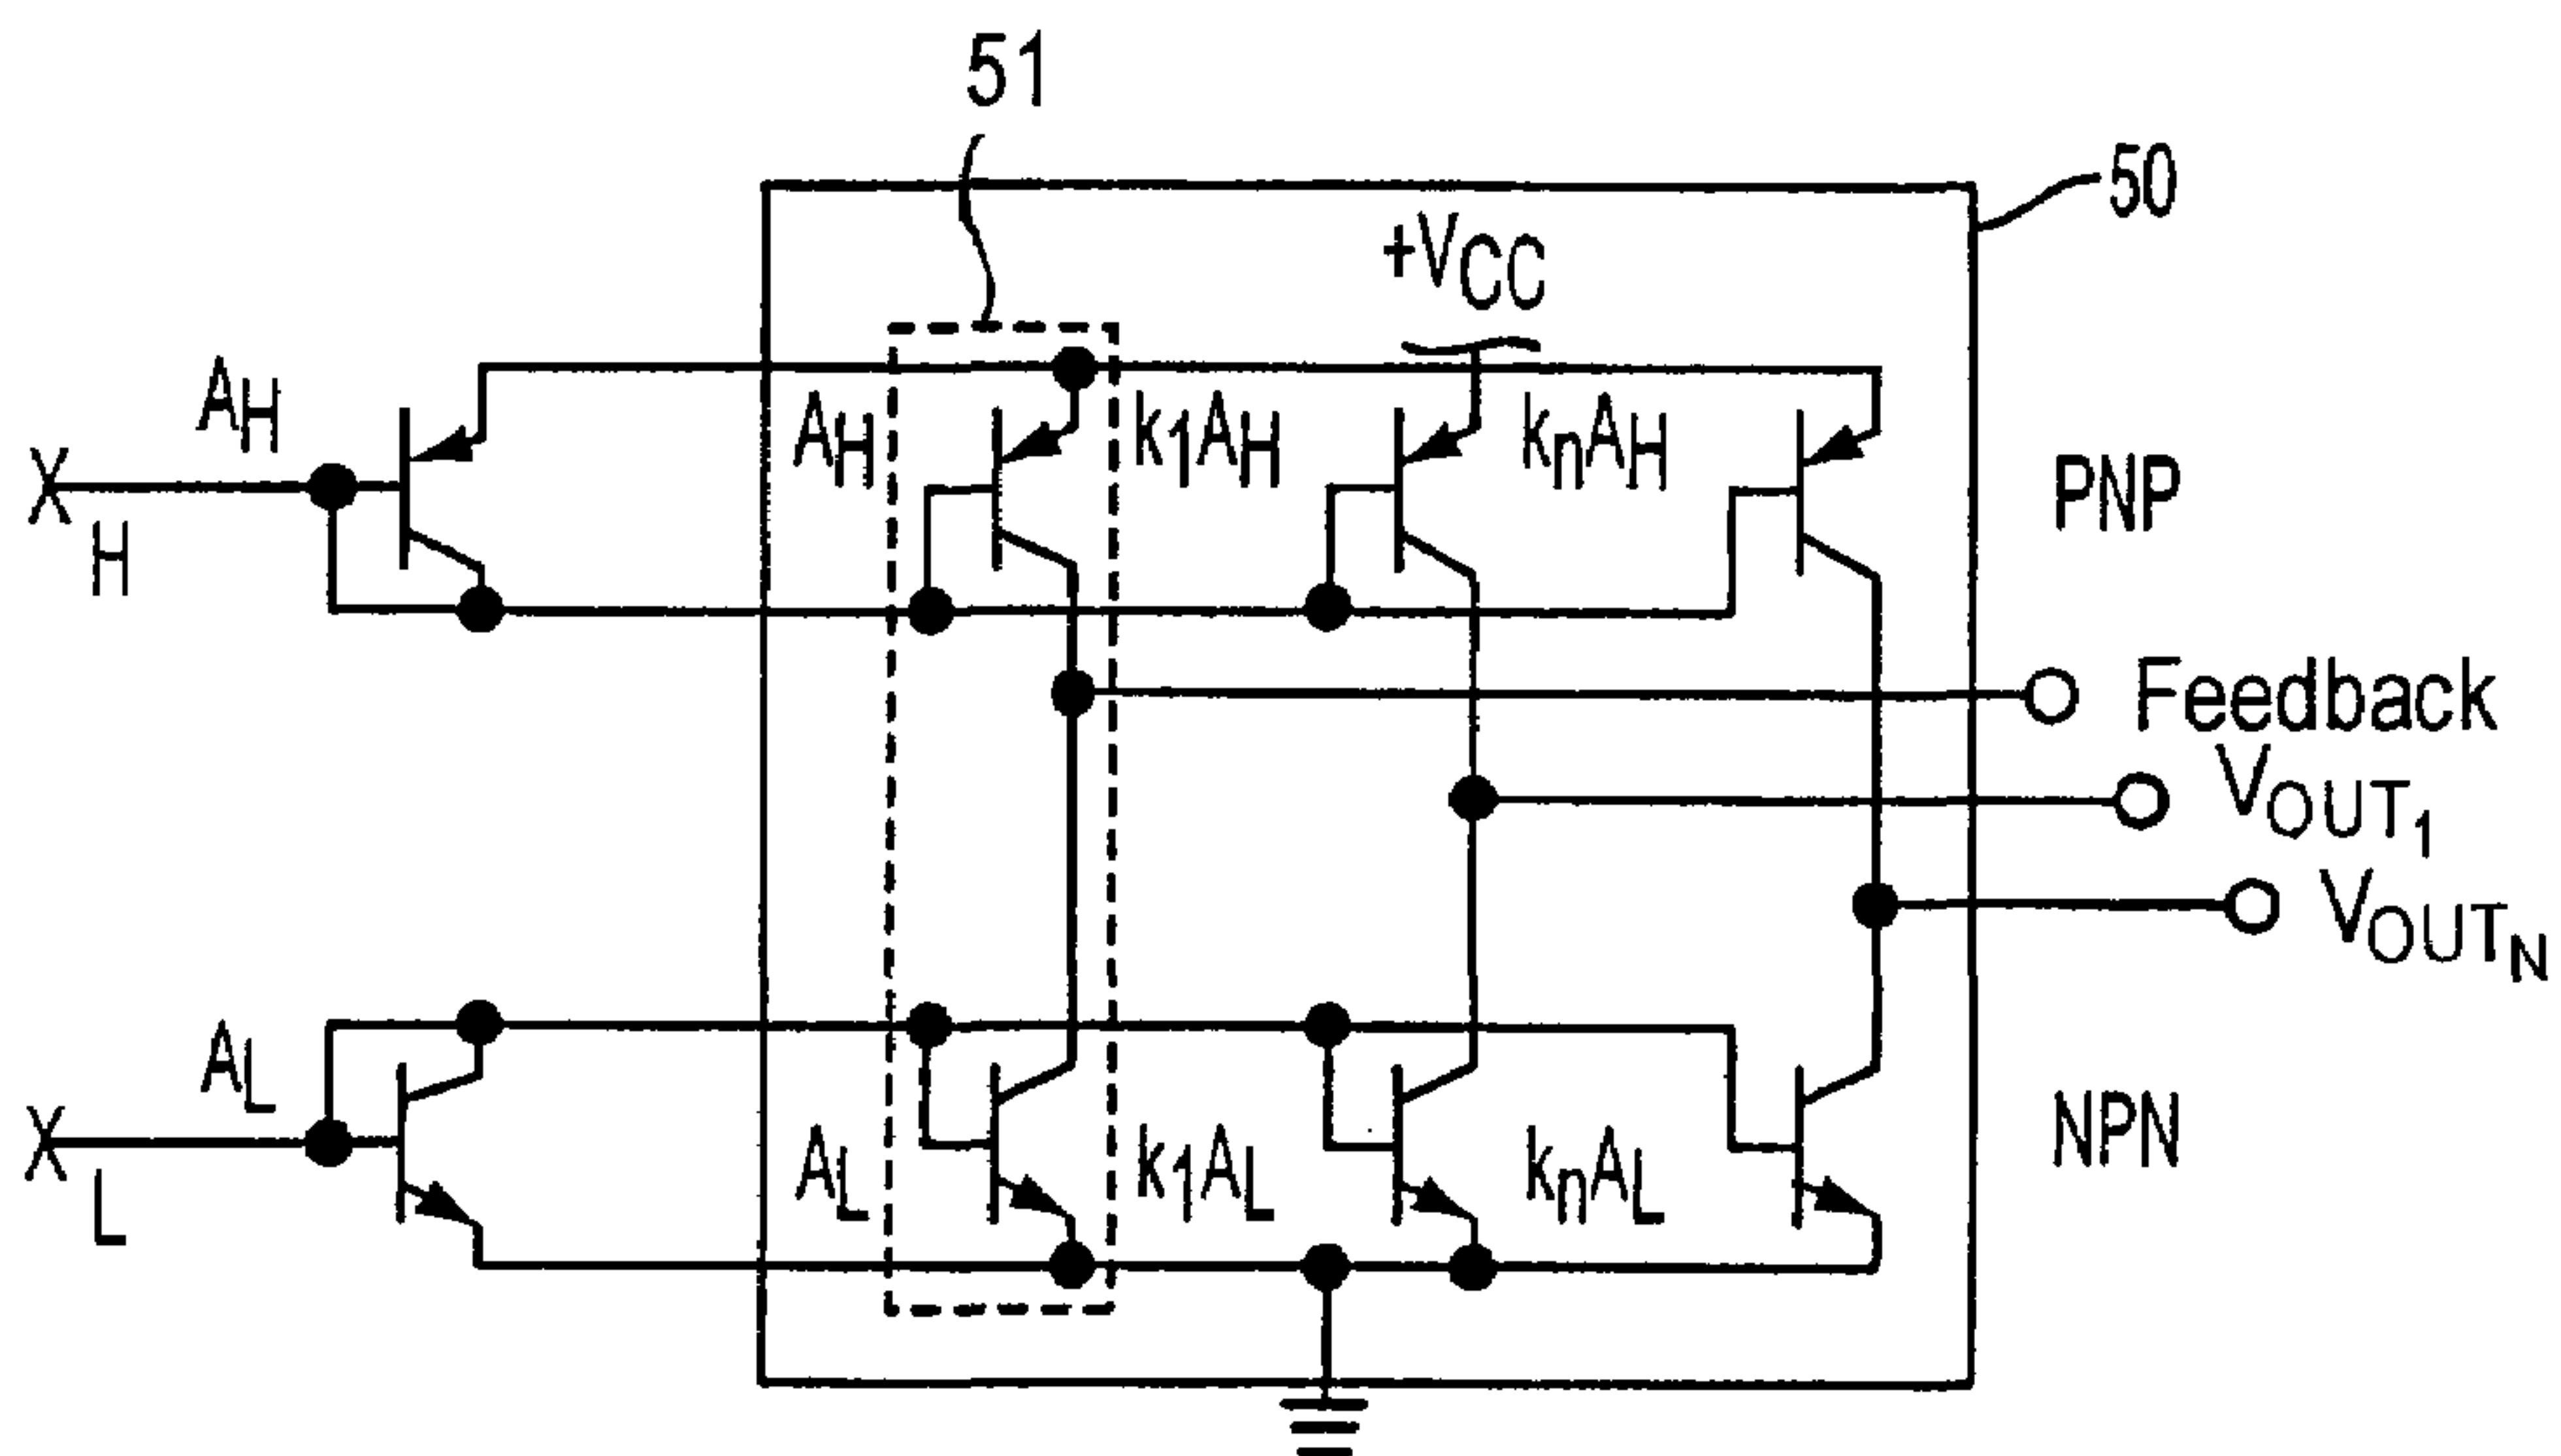 51
50
+VCC
AH
AH
k1AH
knAH
XH
PNP
Feedback
VOUT1
VOUTN
AL
AL
k1AL
knAL
XL
NPN